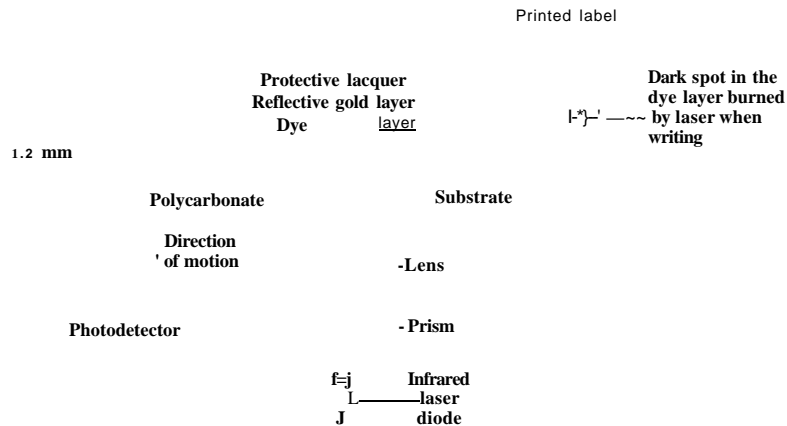 Printed label
Protective lacquer
Reflective gold layer
Dye layer
Dark spot in the
dye layer burned
by laser when
writing
l-*}--' —~~
1.2 mm
Polycarbonate
Substrate
Direction
' of motion
-Lens
Photodetector
- Prism
f=j Infrared
L laser
J diode